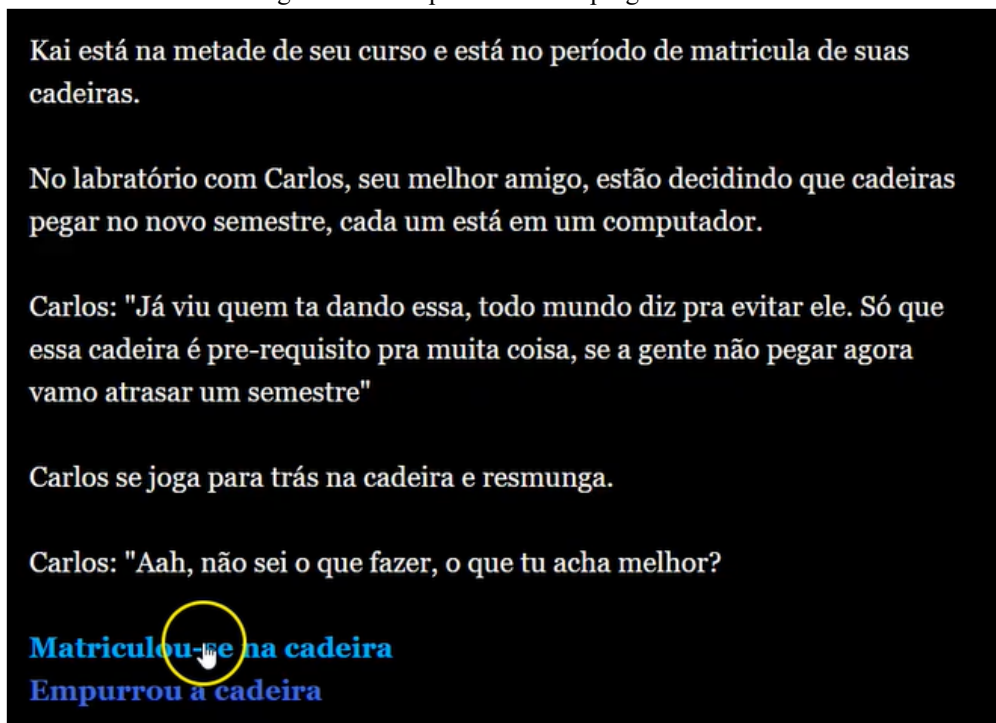 Kai está na metade de seu curso e está no período de matricula de suas
cadeiras.
No labratório com Carlos, seu melhor amigo, estão decidindo que cadeiras
pegar no novo semestre, cada um está em um computador.
Carlos: "Já viu quem ta dando essa, todo mundo diz pra evitar ele. Só que
essa cadeira é pre-requisito pra muita coisa, se a gente não pegar agora
vamo atrasar um semestre"
Carlos se joga para trás na cadeira e resmunga.
Carlos: "Aah, não sei o que fazer, o que tu acha melhor?
Matriculou-se na cadeira
Empurrou a cadeira